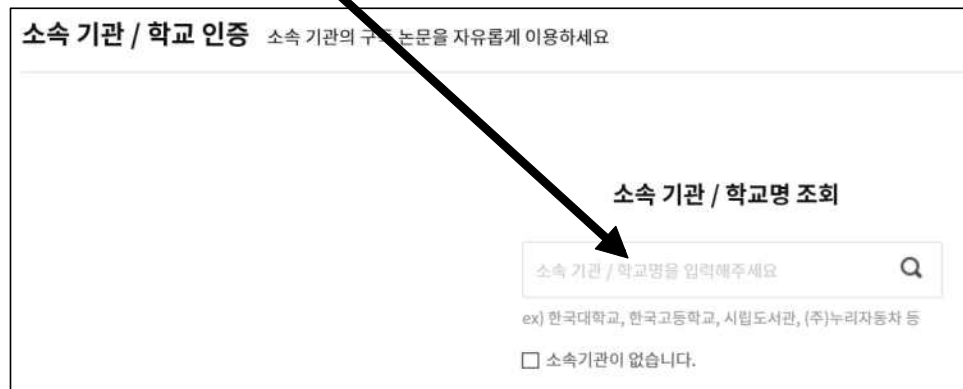 소속 기관 / 학교 인증 소속 기관의 논문을 자유롭게 이용하세요
소속 기관 / 학교명 조회
소속 기관 / 학교명을 입력해주세요
ex) 한국대학교, 한국고등학교, 시립도서관, (주)누리자동차 등
소속기관이 없습니다.